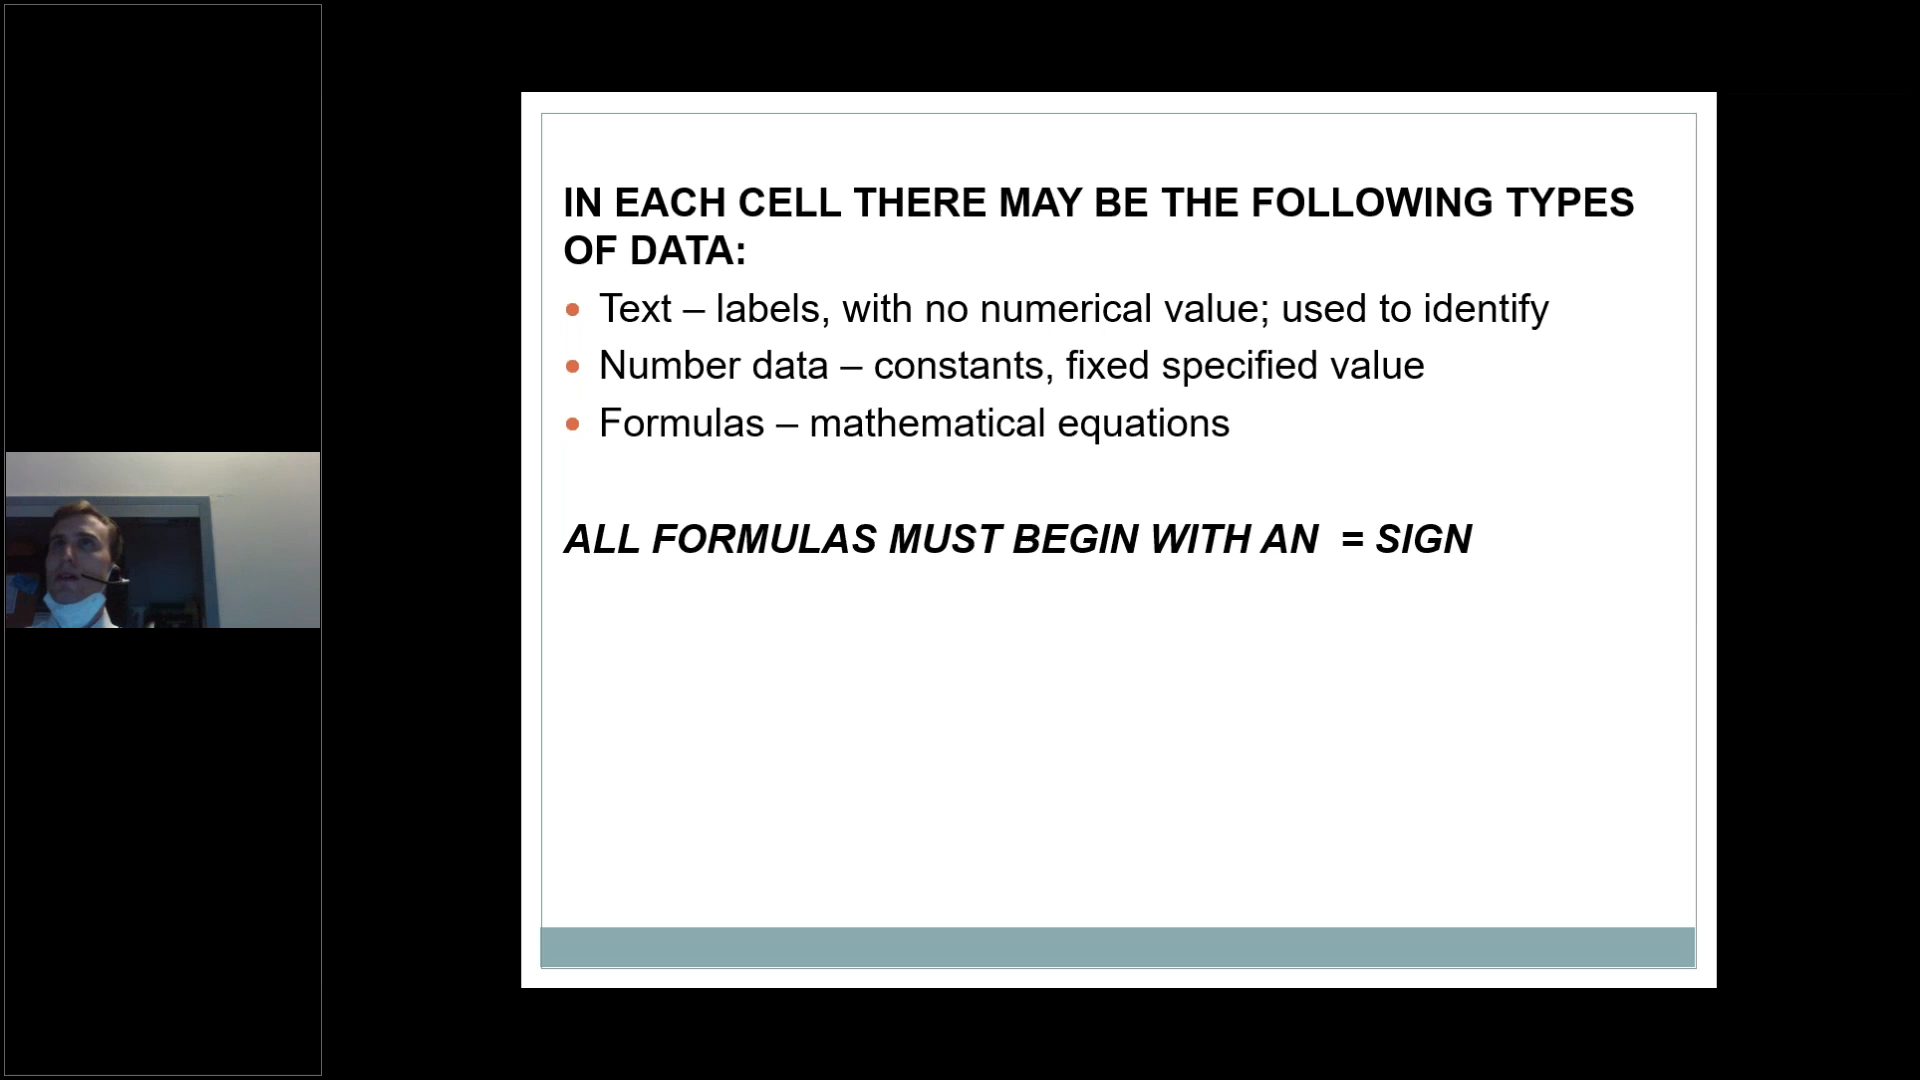 IN EACH CELL THERE MAY BE THE FOLLOWING TYPES
OF DATA:
• Text – labels, with no numerical value; used to identify
• Number data – constants, fixed specified value
• Formulas – mathematical equations
ALL FORMULAS MUST BEGIN WITH AN  = SIGN